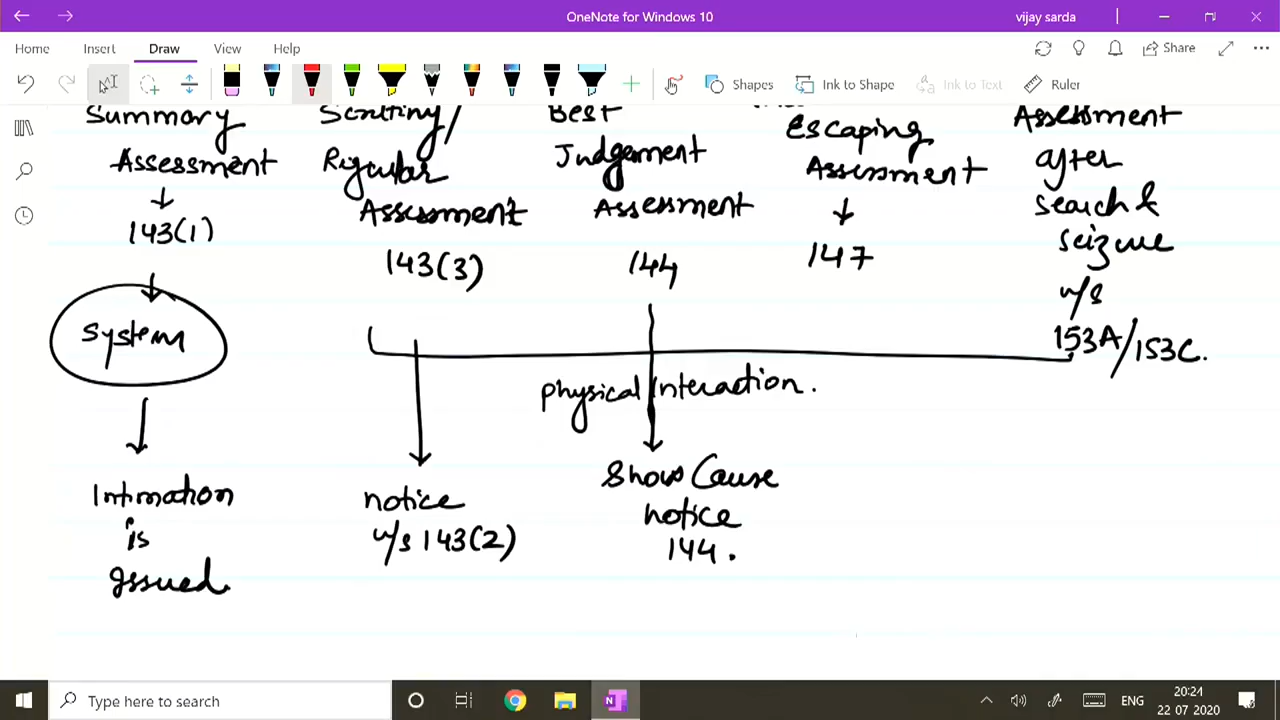 OneNote for Windows 10
vijay sarda
Home Insert Draw View Help
Share
Shapes
Ink to Shape
Ink to Text
Ruler
Summary
Assessment
143(1)
System
Intimation
is
issued
Scrutiny/
Regular
Assessment
143(3)
notice
u/s 143(2)
Best
Judgement
Assessment
144
Physical Interaction.
Show Cause
notice
144.
Escaping
Assessment
147
Assessment
after
search &
seizure
u/s
153A/153C.
Type here to search
ENG
20:24
22-07-2020